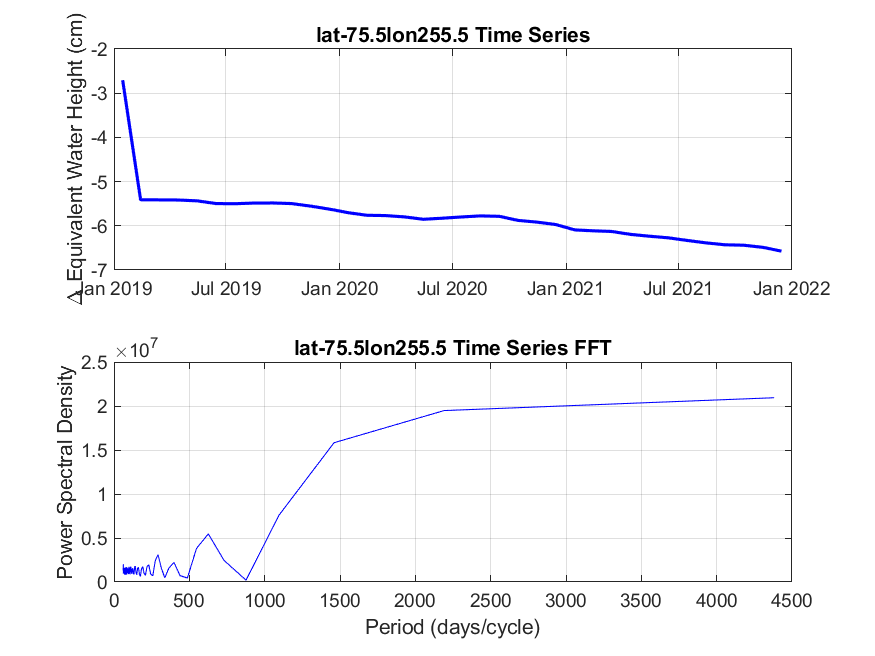 lat-75.5lon255.5 Time Series
Δ Equivalent Water Height (cm)
-2
-3
-4
-5
-6
-7
Jan 2019 Jul 2019 Jan 2020 Jul 2020 Jan 2021 Jul 2021 Jan 2022
lat-75.5lon255.5 Time Series FFT
×10^7
Power Spectral Density
2.5
2
1.5
1
0.5
0
0 500 1000 1500 2000 2500 3000 3500 4000 4500
Period (days/cycle)